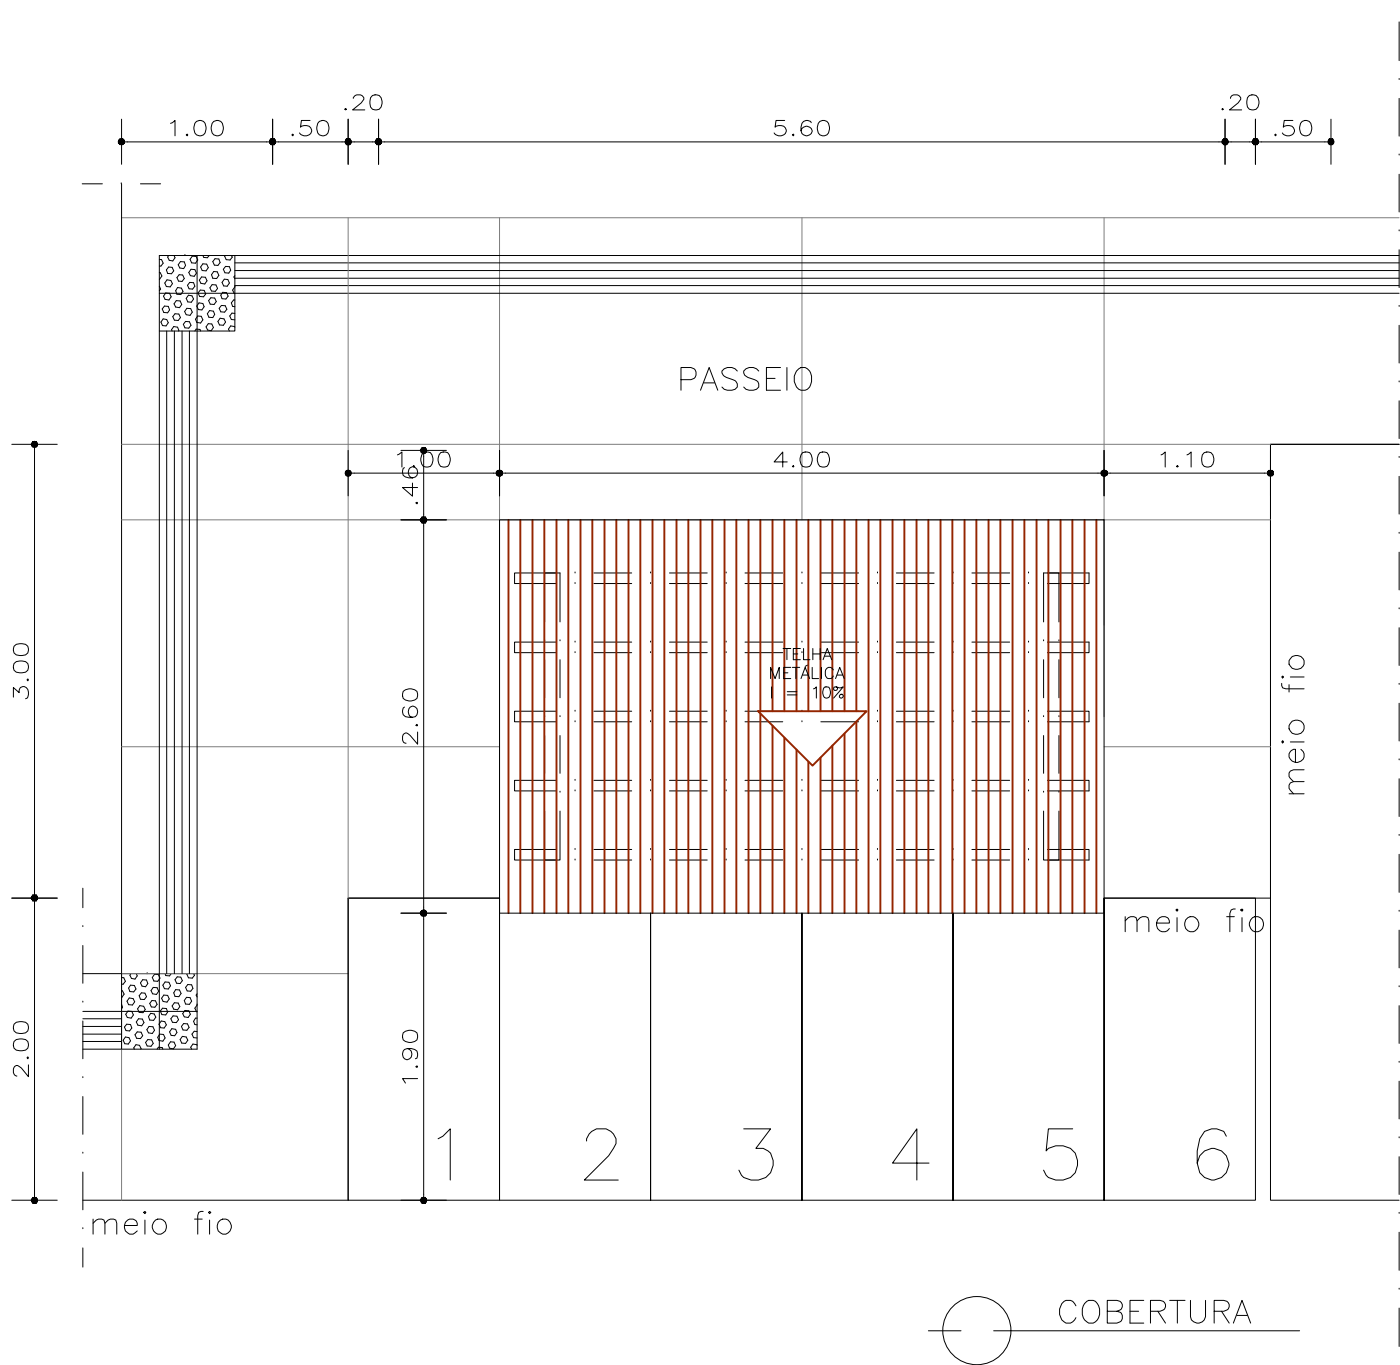 .20
.20
1.00
.50
5.60
.50
PASSEIO
1.00
4.00
1.10
.46
3.00
2.60
TELHA
METÁLICA
I = 10%
meio fio
meio fio
2.00
1.90
1
2
3
4
5
6
meio fio
COBERTURA